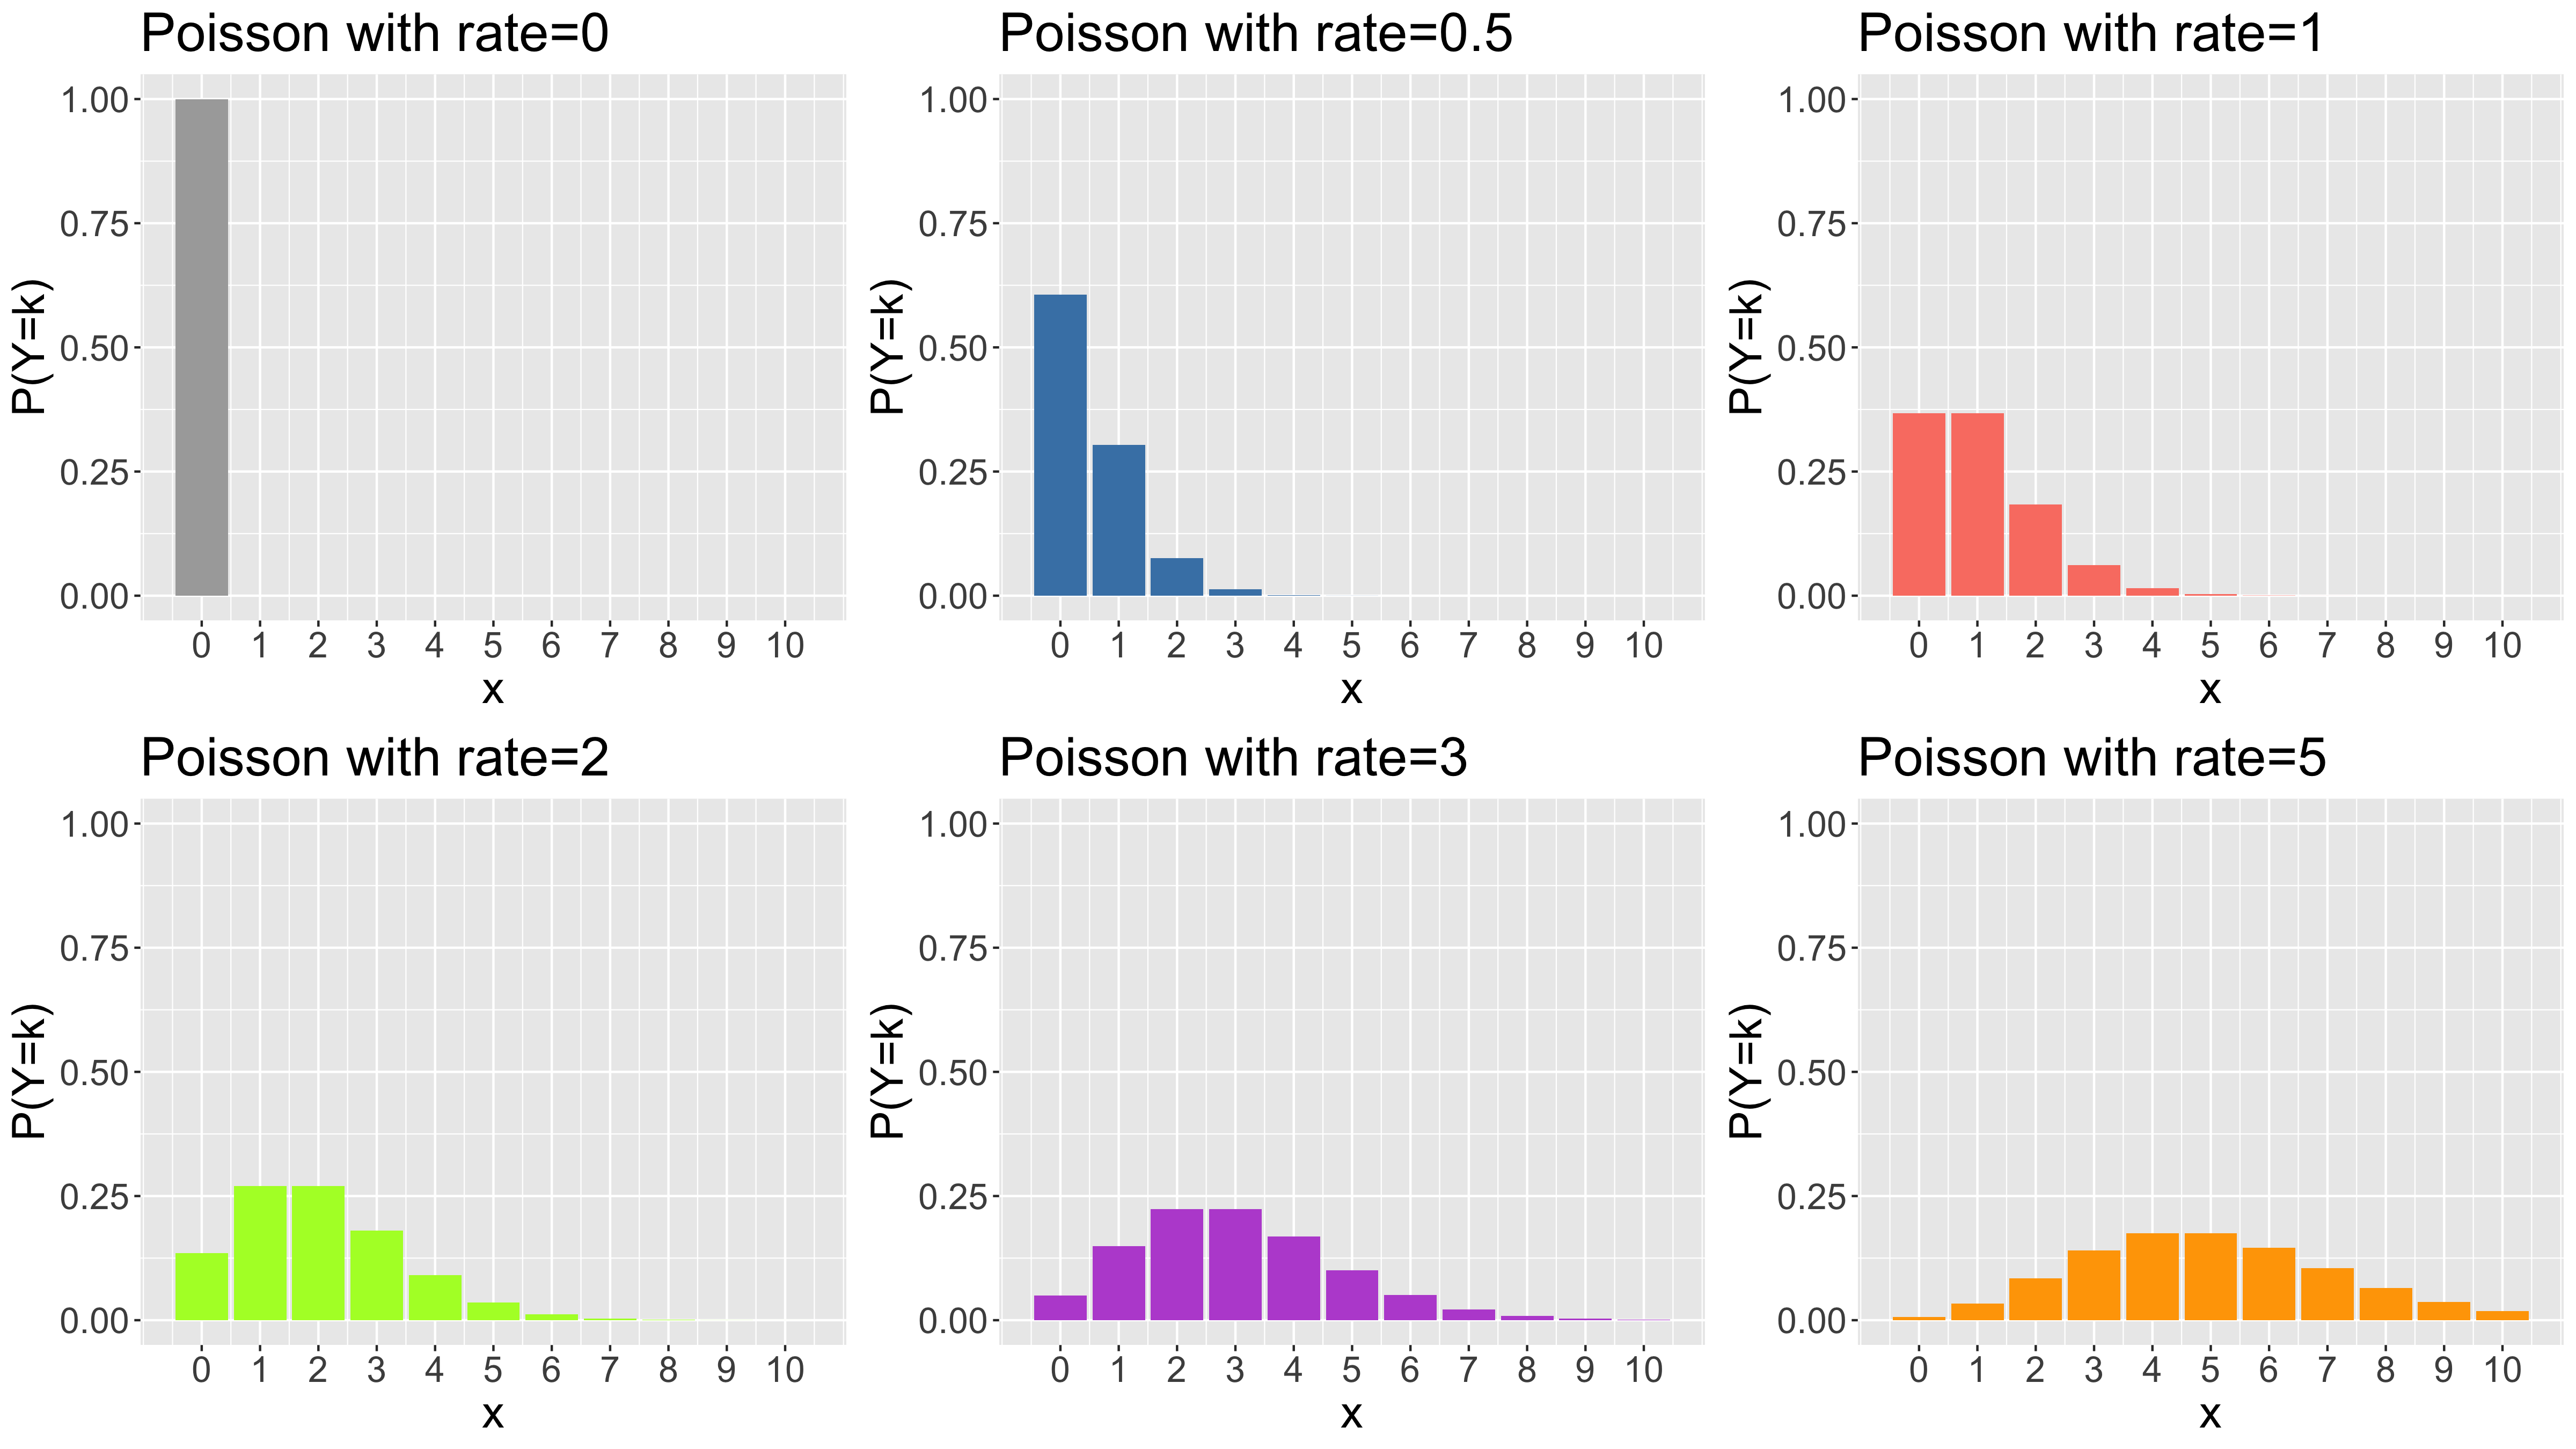 Poisson with rate=0
P(Y=k)
1.00
0.75
0.50
0.25
0.00
0 1 2 3 4 5 6 7 8 9 10
x
Poisson with rate=0.5
P(Y=k)
1.00
0.75
0.50
0.25
0.00
0 1 2 3 4 5 6 7 8 9 10
x
Poisson with rate=1
P(Y=k)
1.00
0.75
0.50
0.25
0.00
0 1 2 3 4 5 6 7 8 9 10
x
Poisson with rate=2
P(Y=k)
1.00
0.75
0.50
0.25
0.00
0 1 2 3 4 5 6 7 8 9 10
x
Poisson with rate=3
P(Y=k)
1.00
0.75
0.50
0.25
0.00
0 1 2 3 4 5 6 7 8 9 10
x
Poisson with rate=5
P(Y=k)
1.00
0.75
0.50
0.25
0.00
0 1 2 3 4 5 6 7 8 9 10
x